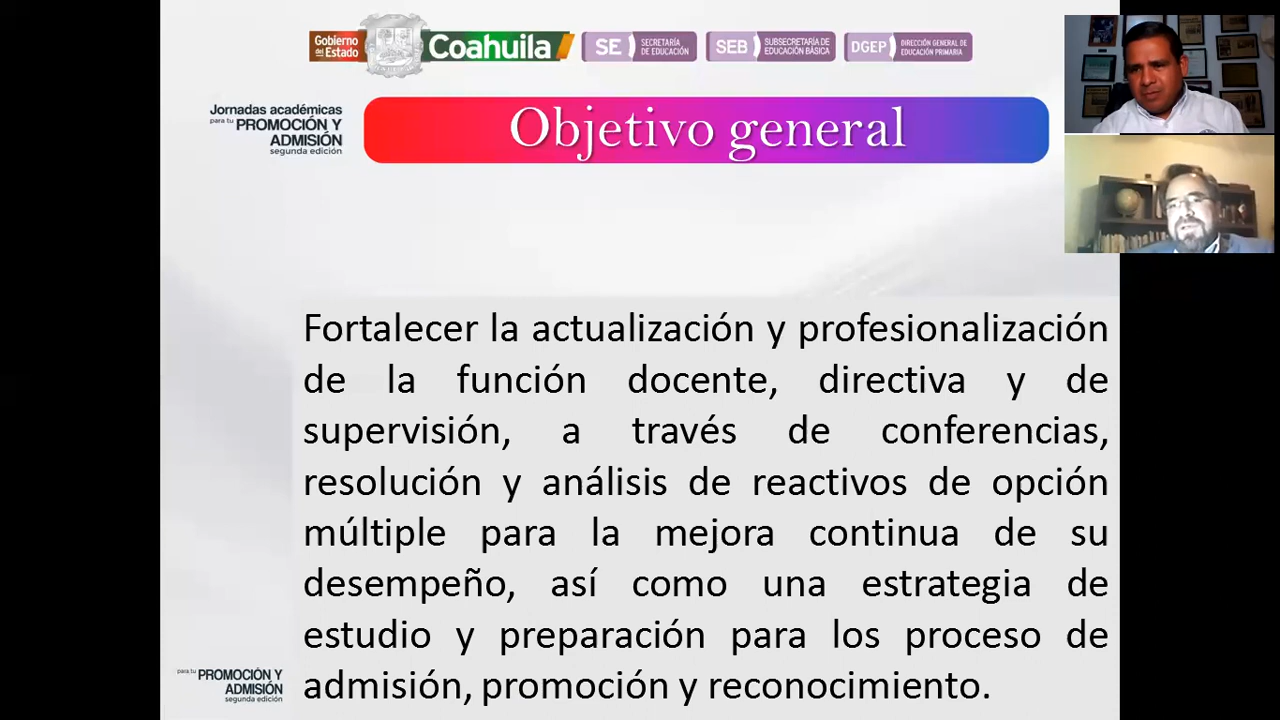 Gobierno
del Estado
Coahuila
SE
SECRETARÍA
DE EDUCACIÓN
SEB
SUBSECRETARÍA DE
EDUCACIÓN BÁSICA
DGEP
DIRECCIÓN GENERAL DE
EDUCACIÓN PRIMARIA
Jornadas académicas
para tu PROMOCIÓN Y
ADMISIÓN
segunda edición
Objetivo general
Fortalecer la actualización y profesionalización
de la función docente, directiva y de
supervisión, a través de conferencias,
resolución y análisis de reactivos de opción
múltiple para la mejora continua de su
desempeño, así como una estrategia de
estudio y preparación para los proceso de
admisión, promoción y reconocimiento.
para tu PROMOCIÓN Y
ADMISIÓN
segunda edición